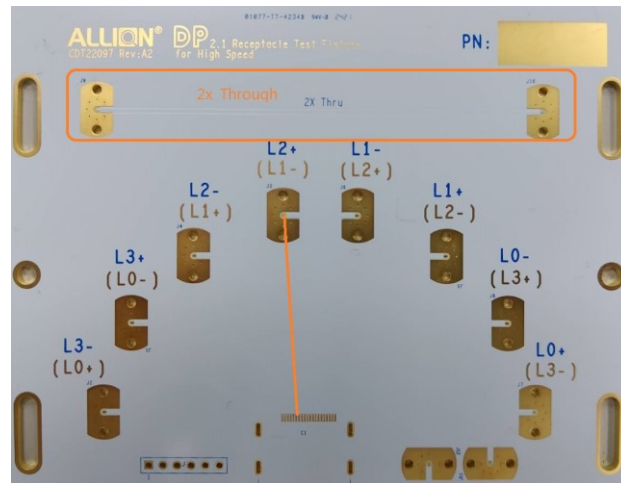 ALLION® DP 2.1 Receptacle Test Fixture
CDT22097 Rev:A2 for High Speed
PN:
2x Through
2X Thru
L2+
(L1-)
L1-
(L2+)
L2-
(L1+)
L1+
(L2-)
L3+
(L0-)
L0-
(L3+)
L3-
(L0+)
L0+
(L3-)